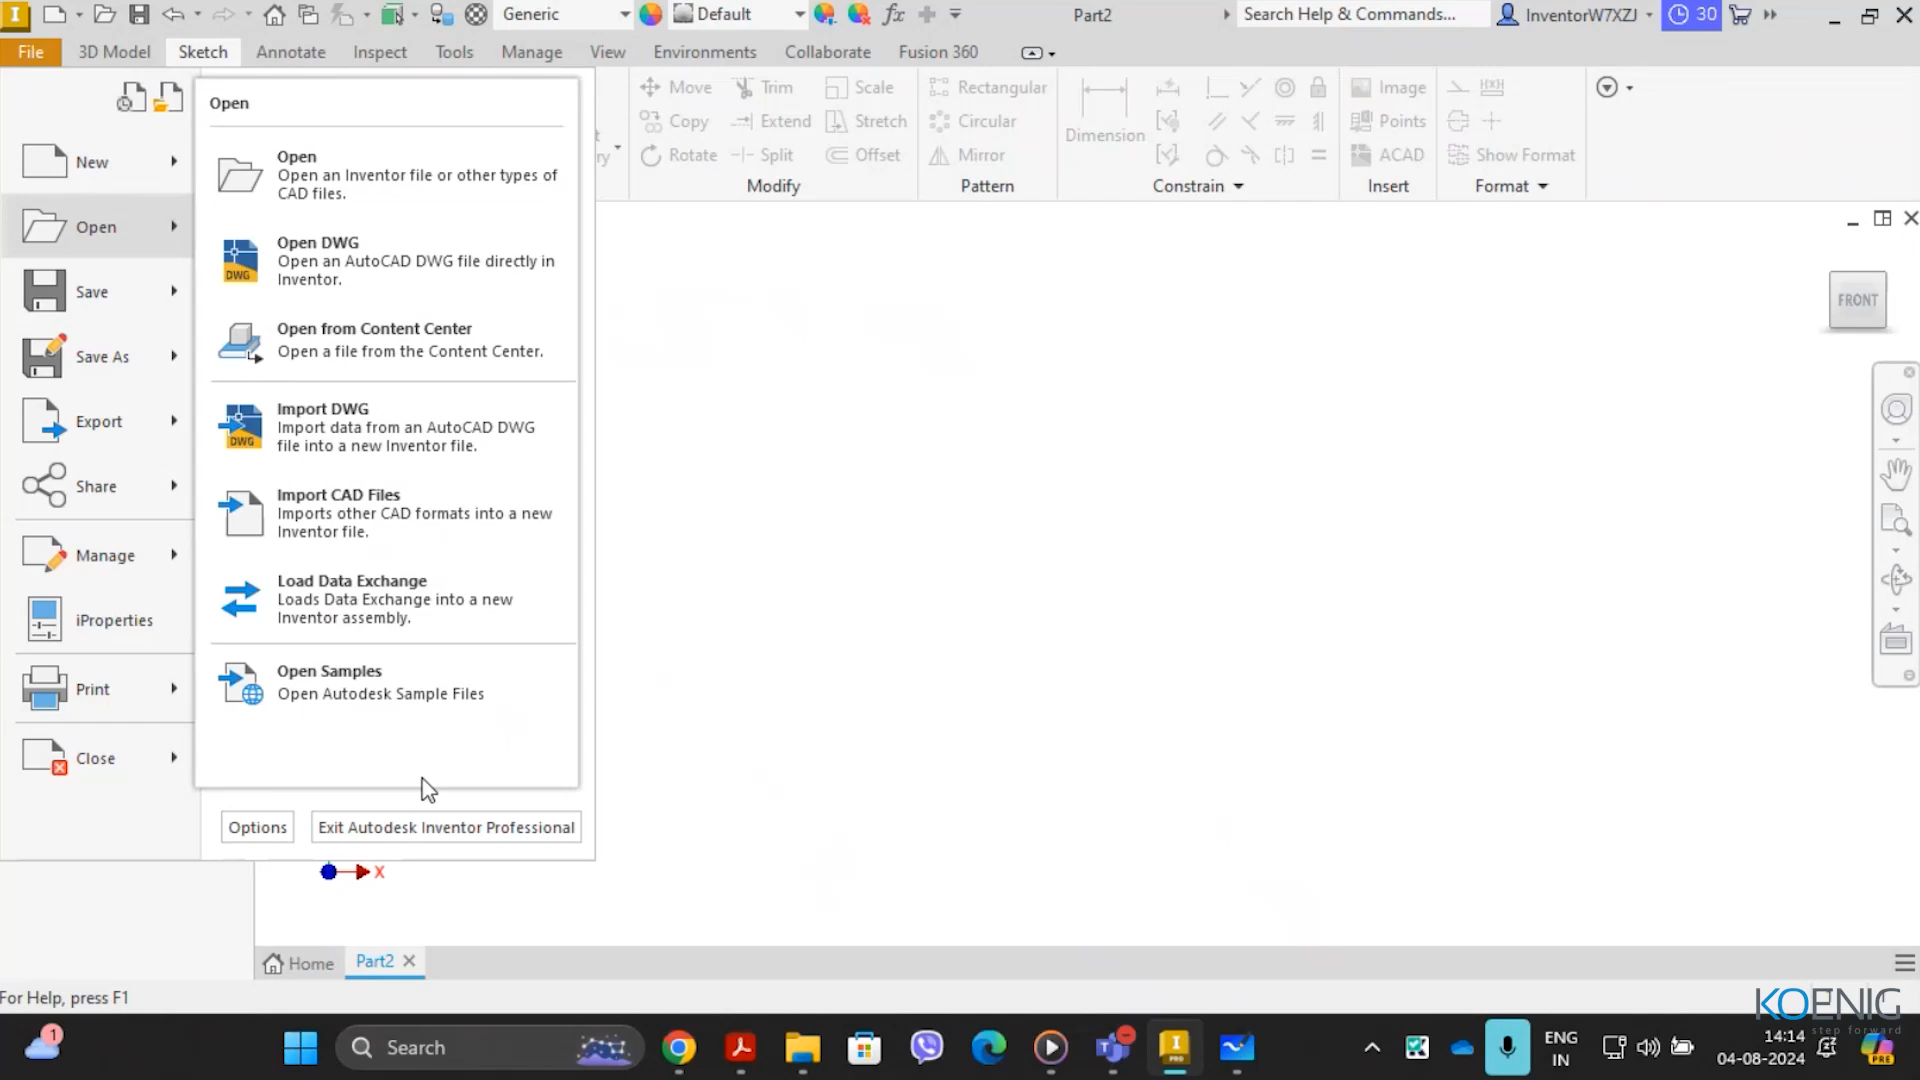 Generic
Default
Part2
Search Help & Commands...
InventorW7XZJ
30
File
3D Model
Sketch
Annotate
Inspect
Tools
Manage
View
Environments
Collaborate
Fusion 360
Move
Trim
Scale
Rectangular
Image
Copy
Extend
Stretch
Circular
Dimension
Points
Rotate
Split
Offset
Mirror
ACAD
Show Format
Modify
Pattern
Constrain
Insert
Format
New
Open
Save
Save As
Export
Share
Manage
iProperties
Print
Close
Open
Open
Open an Inventor file or other types of
CAD files.
DWG
Open DWG
Open an AutoCAD DWG file directly in
Inventor.
Open from Content Center
Open a file from the Content Center.
DWG
Import DWG
Import data from an AutoCAD DWG
file into a new Inventor file.
Import CAD Files
Imports other CAD formats into a new
Inventor file.
Load Data Exchange
Loads Data Exchange into a new
Inventor assembly.
Open Samples
Open Autodesk Sample Files
Options
Exit Autodesk Inventor Professional
FRONT
X
Home
Part2
For Help, press F1
KOENIG
step forward
1
Search
I
PRO
ENG
IN
14:14
04-08-2024
PRE